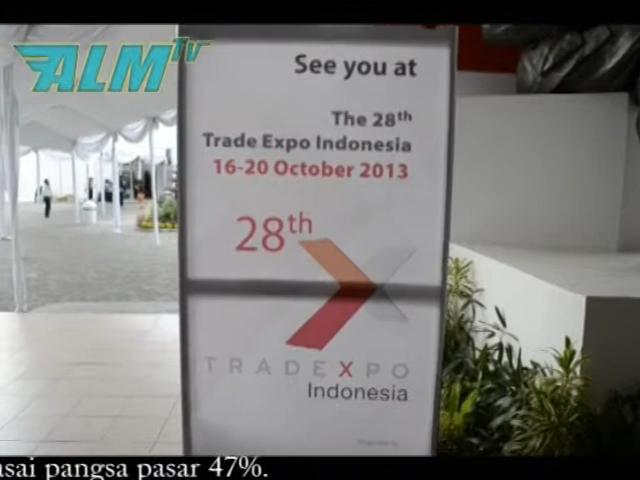 ALM TV
See you at
The 28th
Trade Expo Indonesia
16-20 October 2013
28th
TRADEXPO
Indonesia
asai pangsa pasar 47%.